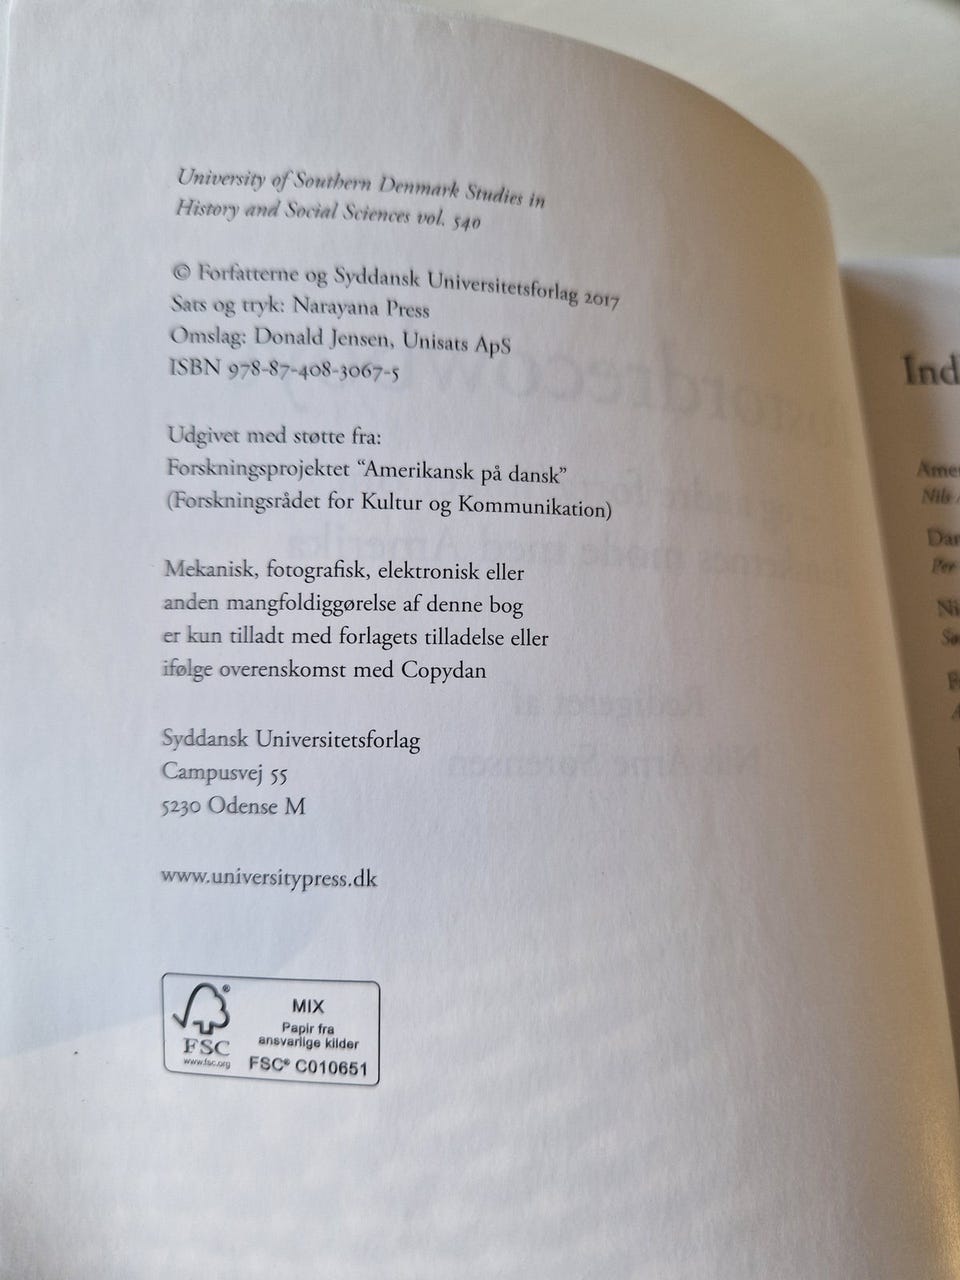 University of Southern Denmark Studies in
History and Social Sciences vol. 540
© Forfatterne og Syddansk Universitetsforlag 2017
Sats og tryk: Narayana Press
Omslag: Donald Jensen, Unisats ApS
ISBN 978-87-408-3067-5
Udgivet med støtte fra:
Forskningsprojektet “Amerikansk på dansk”
(Forskningsrådet for Kultur og Kommunikation)
Mekanisk, fotografisk, elektronisk eller
anden mangfoldiggørelse af denne bog
er kun tilladt med forlagets tilladelse eller
ifølge overenskomst med Copydan
Syddansk Universitetsforlag
Campusvej 55
5230 Odense M
www.universitypress.dk
FSC®
www.fsc.org
MIX
Papir fra
ansvarlige kilder
FSC® C010651
Ind
Nils
Per